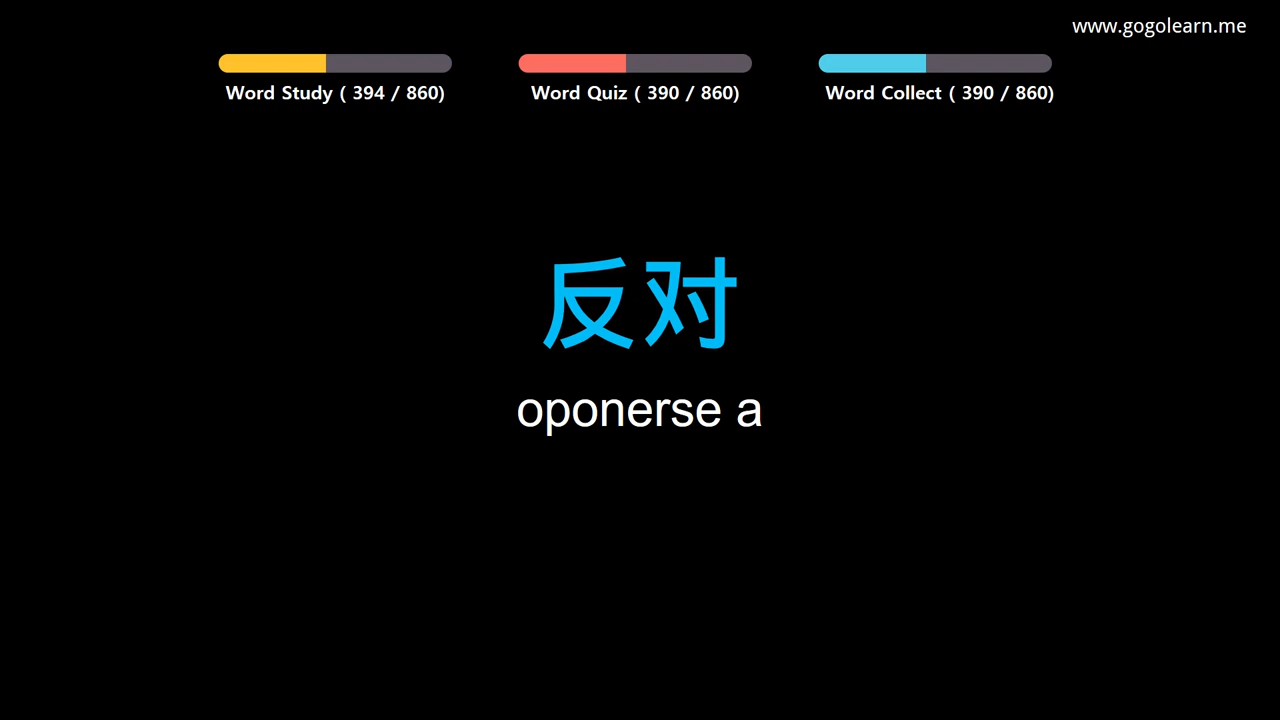 www.gogolearn.me
Word Study ( 394 / 860)
Word Quiz ( 390 / 860)
Word Collect ( 390 / 860)
反对
oponerse a